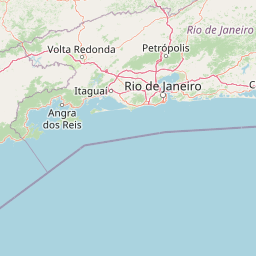 Rio de Janeiro
Petrópolis
Volta Redonda
Itaguaí
Rio de Janeiro
Angra
dos Reis